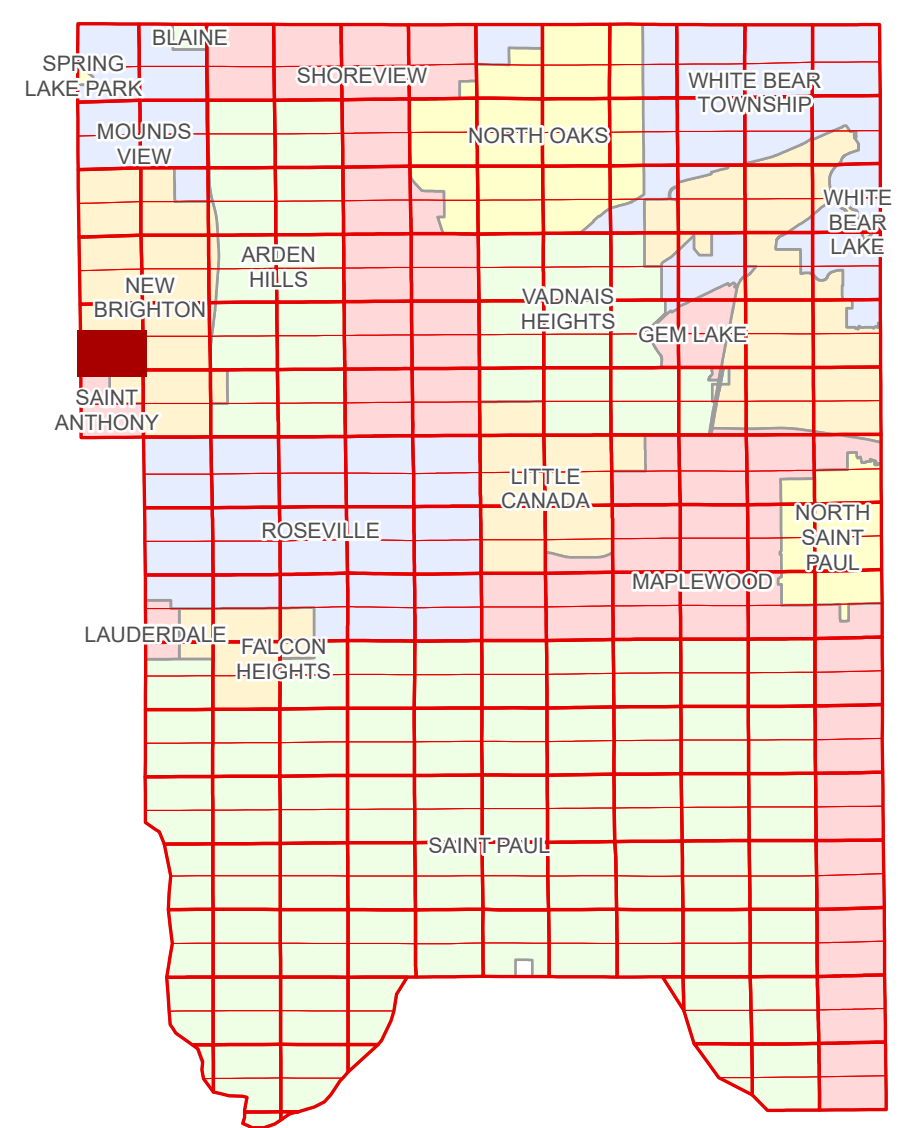 BLAINE
SPRING
LAKE PARK
SHOREVIEW
WHITE BEAR
TOWNSHIP
MOUNDS
VIEW
NORTH OAKS
WHITE
BEAR
LAKE
ARDEN
HILLS
NEW
BRIGHTON
VADNAIS
HEIGHTS
GEM LAKE
SAINT
ANTHONY
LITTLE
CANADA
ROSEVILLE
NORTH
SAINT
PAUL
MAPLEWOOD
LAUDERDALE
FALCON
HEIGHTS
SAINT PAUL